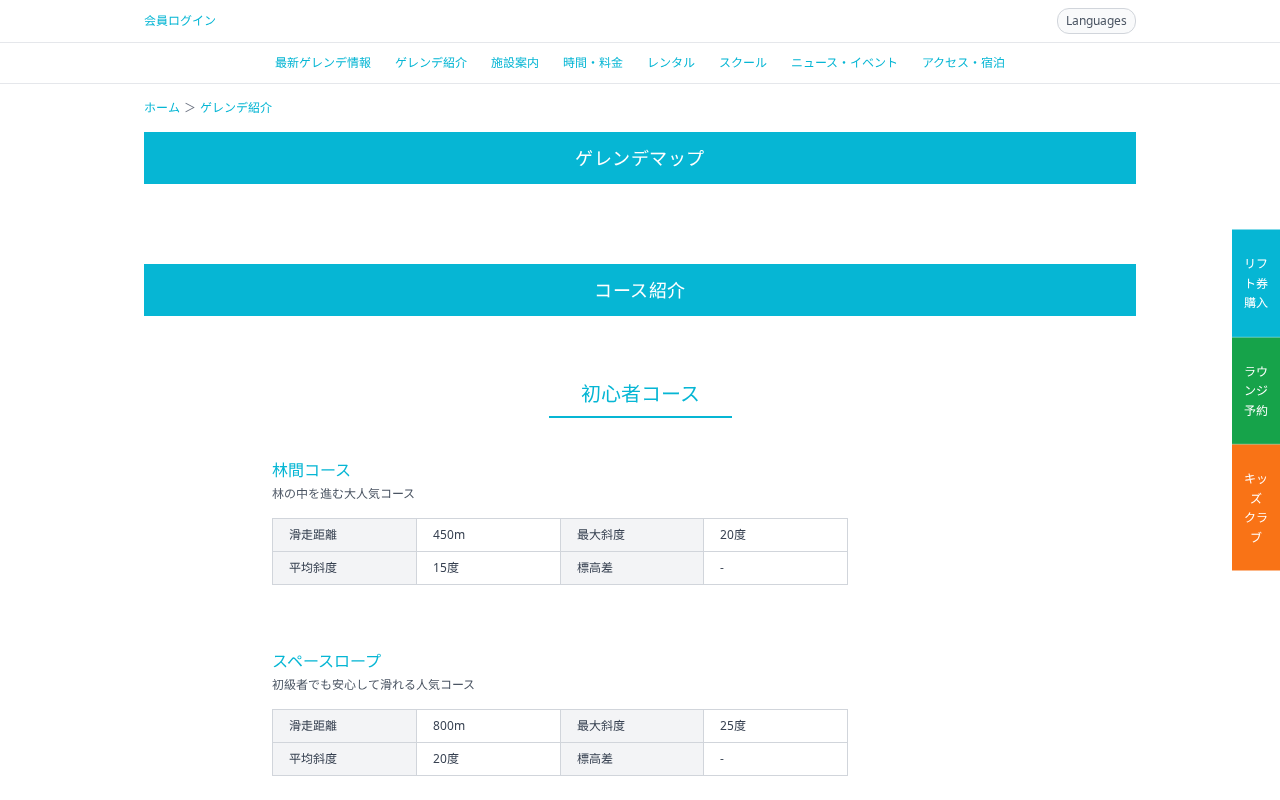 会員ログイン
Languages
最新ゲレンデ情報 ゲレンデ紹介 施設案内 時間・料金 レンタル スクール ニュース・イベント アクセス・宿泊
ホーム ＞ ゲレンデ紹介
ゲレンデマップ
コース紹介
初心者コース
林間コース
林の中を進む大人気コース
滑走距離 450m 最大斜度 20度
平均斜度 15度 標高差 -
スペースロープ
初級者でも安心して滑れる人気コース
滑走距離 800m 最大斜度 25度
平均斜度 20度 標高差 -
リフ
ト券
購入
ラウ
ンジ
予約
キッ
ズ
クラ
ブ